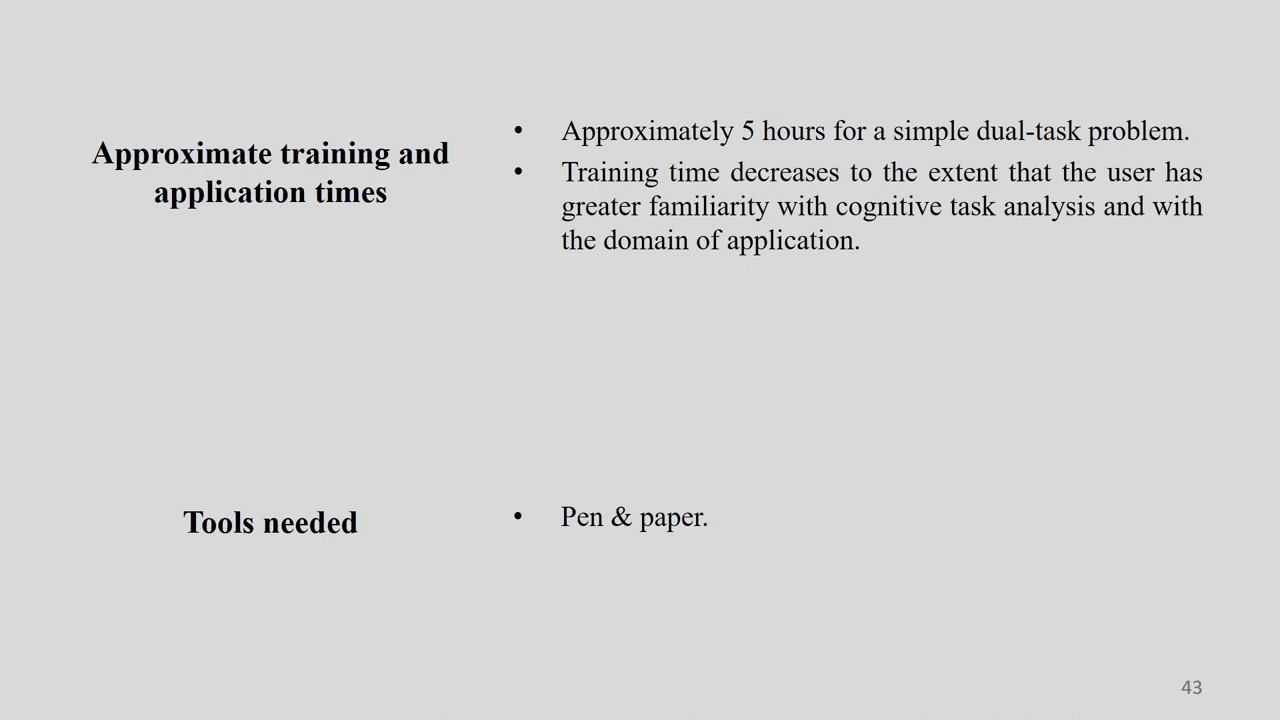 Approximate training and
application times
• Approximately 5 hours for a simple dual-task problem.
• Training time decreases to the extent that the user has
greater familiarity with cognitive task analysis and with
the domain of application.
Tools needed
• Pen & paper.
43